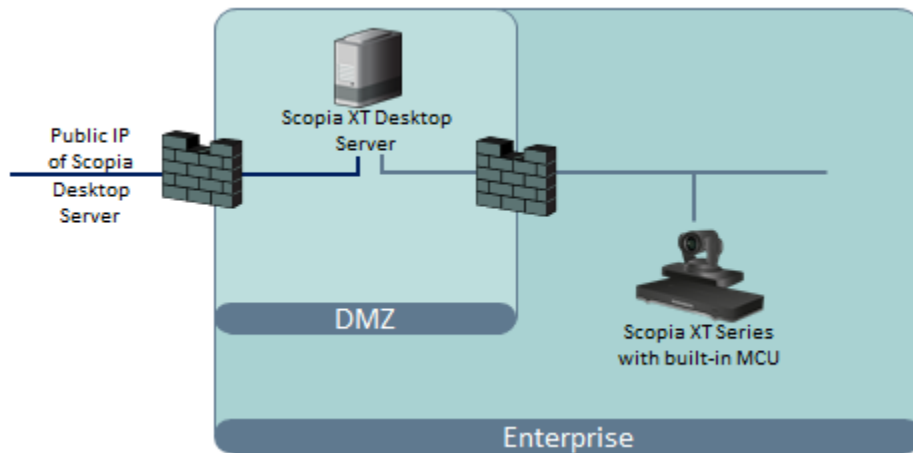 Scopia XT Desktop
Server
Public IP
of Scopia
Desktop
Server
DMZ
Scopia XT Series
with built-in MCU
Enterprise